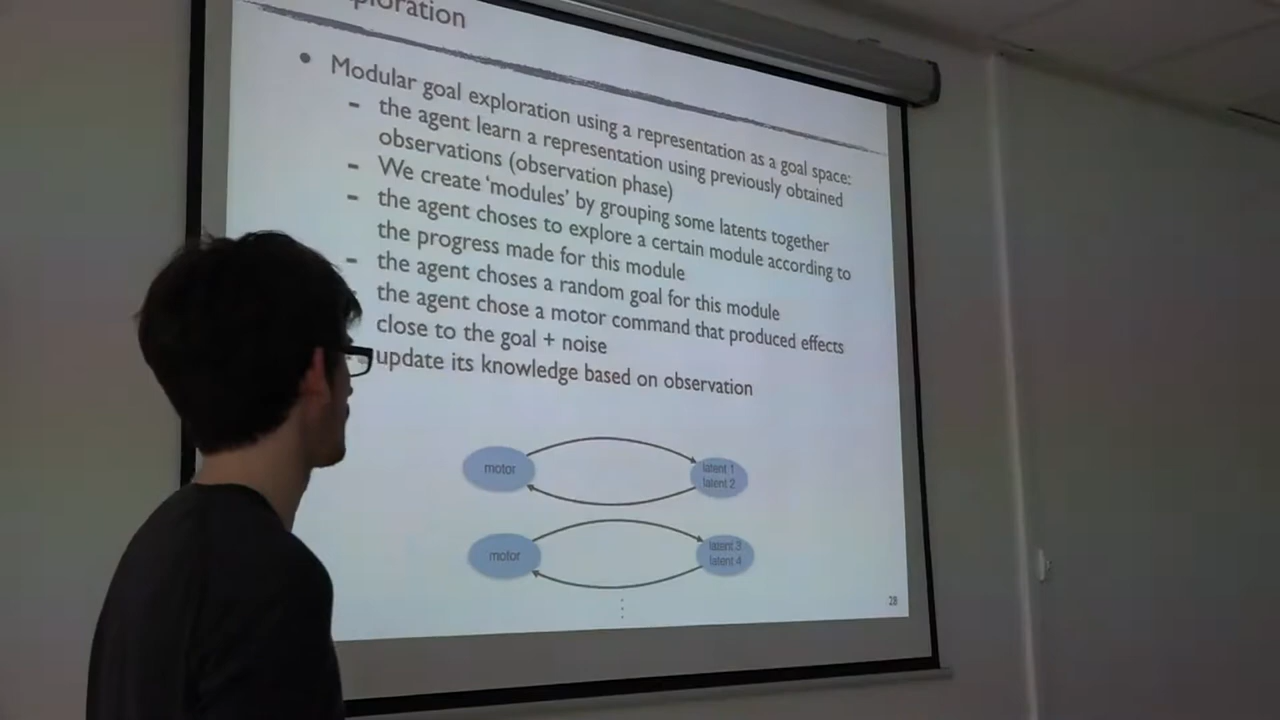 Modular goal exploration using a representation as a goal space:
- the agent learn a representation using previously obtained
observations (observation phase)
- We create 'modules' by grouping some latents together
- the agent choses to explore a certain module according to
the progress made for this module
- the agent choses a random goal for this module
- the agent chose a motor command that produced effects
close to the goal + noise
- update its knowledge based on observation
motor
latent 1
latent 2
motor
latent 3
latent 4
28